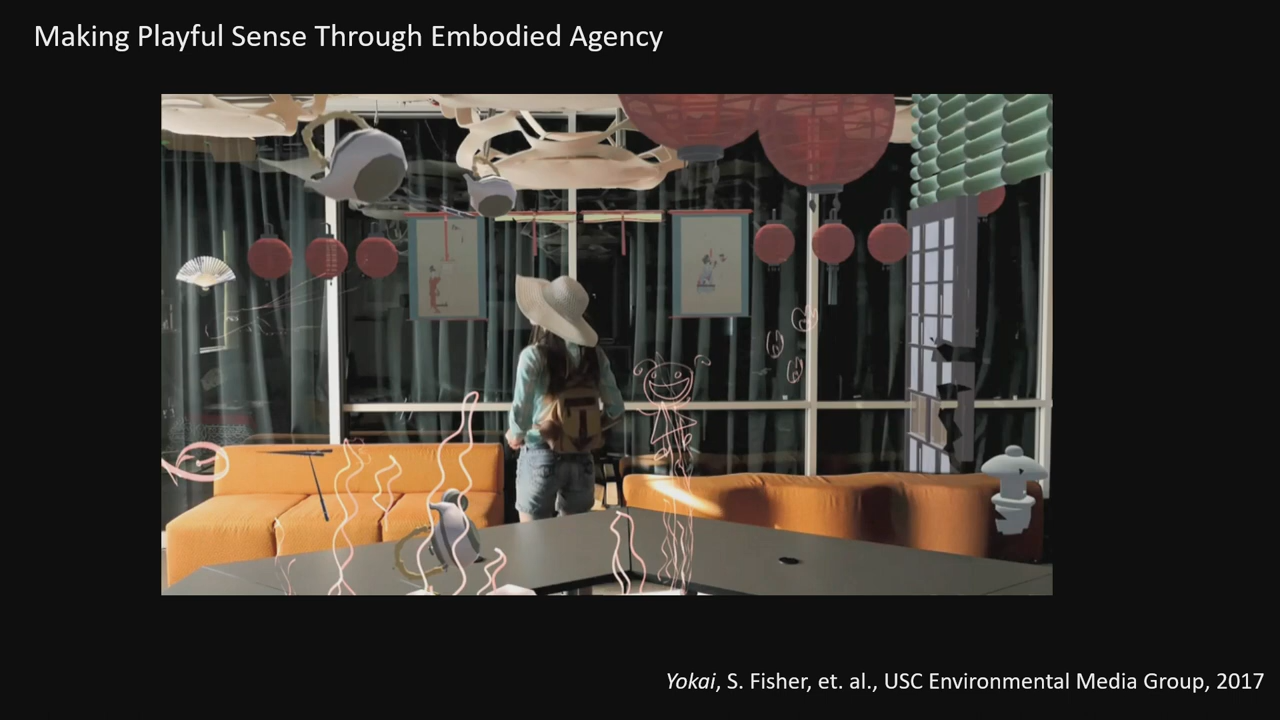 Making Playful Sense Through Embodied Agency
Yokai, S. Fisher, et. al., USC Environmental Media Group, 2017